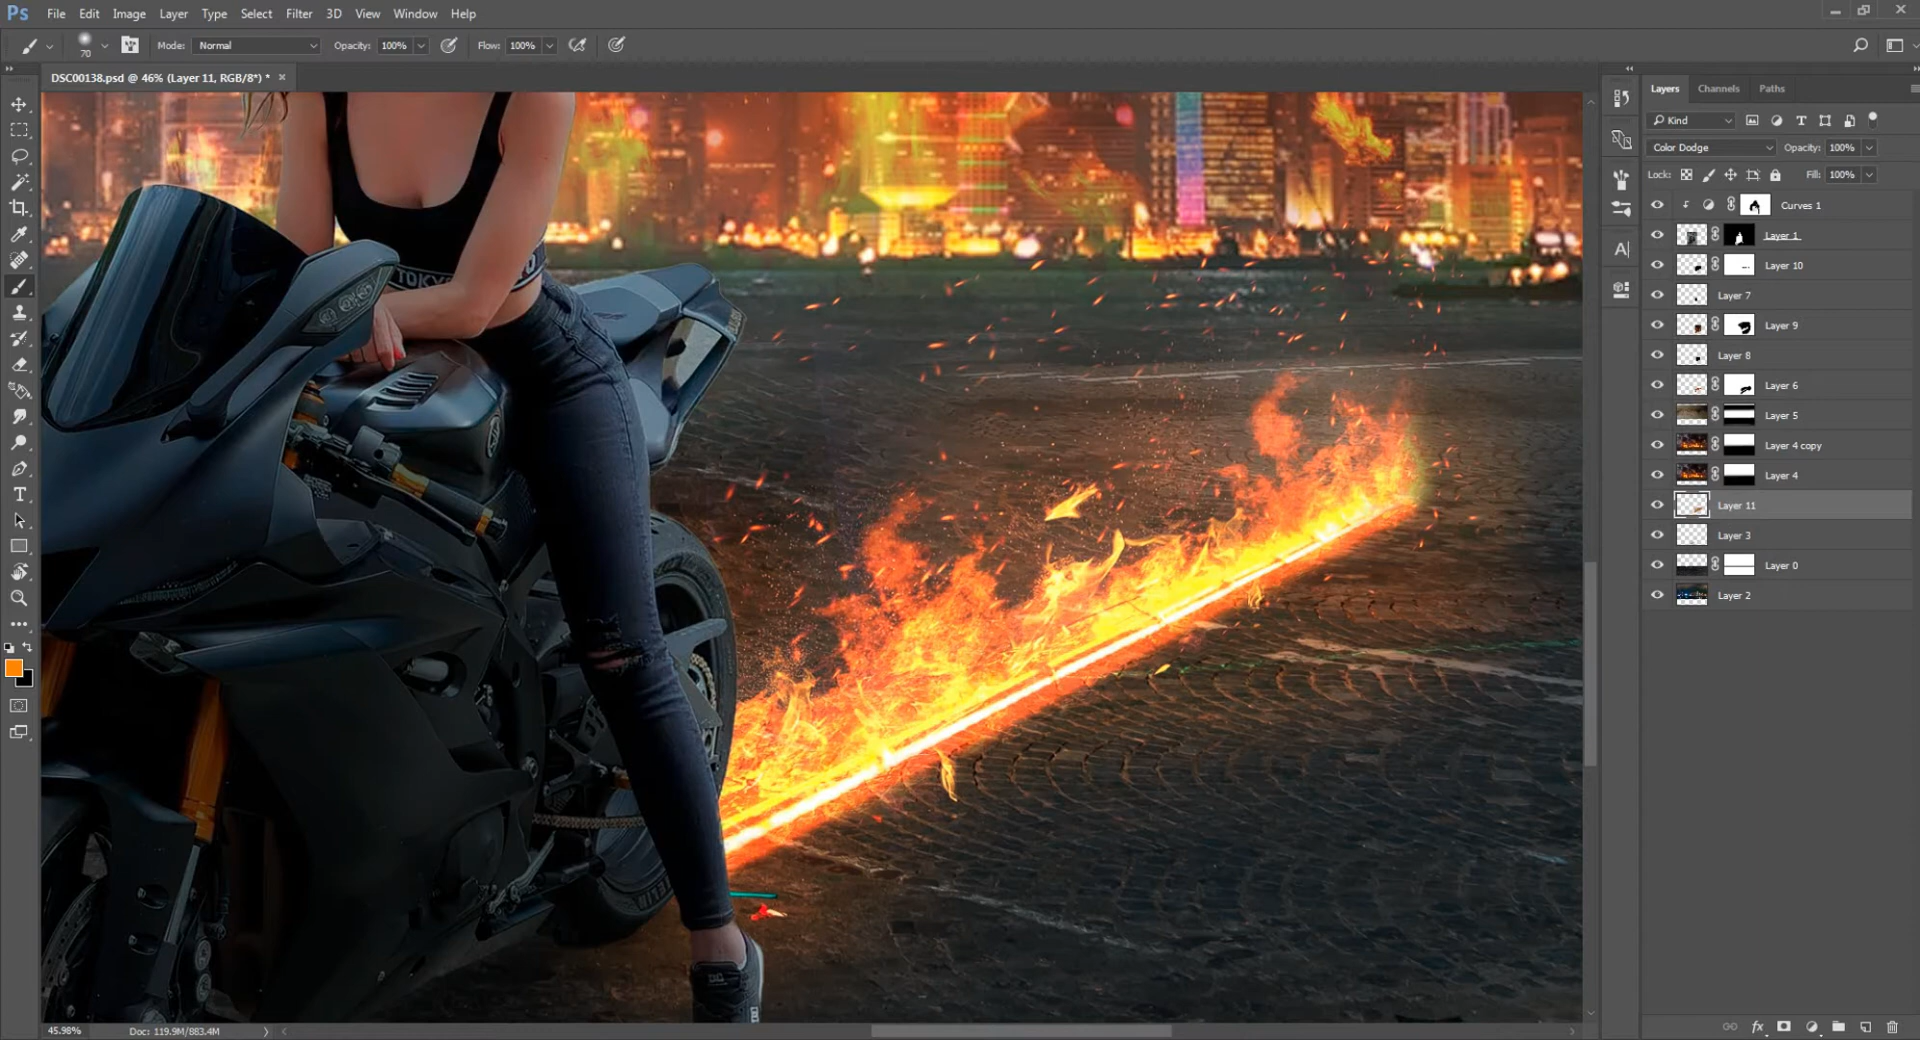 Ps File Edit Image Layer Type Select Filter 3D View Window Help
70 Mode: Normal Opacity: 100% Flow: 100%
DSC00138.psd @ 46% (Layer 11, RGB/8*) * ×
Layers Channels Paths
Kind
Color Dodge Opacity: 100%
Lock: Fill: 100%
Curves 1
Layer 1
Layer 10
Layer 7
Layer 9
Layer 8
Layer 6
Layer 5
Layer 4 copy
Layer 4
Layer 11
Layer 3
Layer 0
Layer 2
TOKYO
DC
45.98% Doc: 119.9M/883.4M